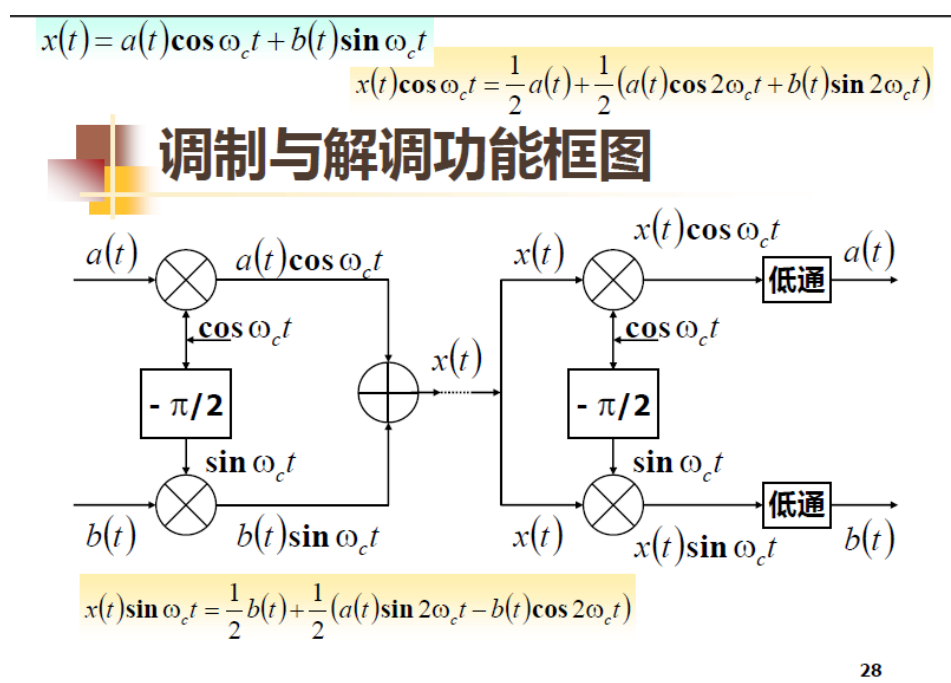 x(t) = a(t)cos ω_c t + b(t)sin ω_c t
x(t)cos ω_c t = 1/2 a(t) + 1/2 (a(t)cos 2ω_c t + b(t)sin 2ω_c t)
调制与解调功能框图
a(t)
a(t)cos ω_c t
x(t)
x(t)cos ω_c t
低通
a(t)
cos ω_c t
cos ω_c t
x(t)
- π/2
- π/2
sin ω_c t
sin ω_c t
b(t)
b(t)sin ω_c t
x(t)
x(t)sin ω_c t
低通
b(t)
x(t)sin ω_c t = 1/2 b(t) + 1/2 (a(t)sin 2ω_c t − b(t)cos 2ω_c t)
28